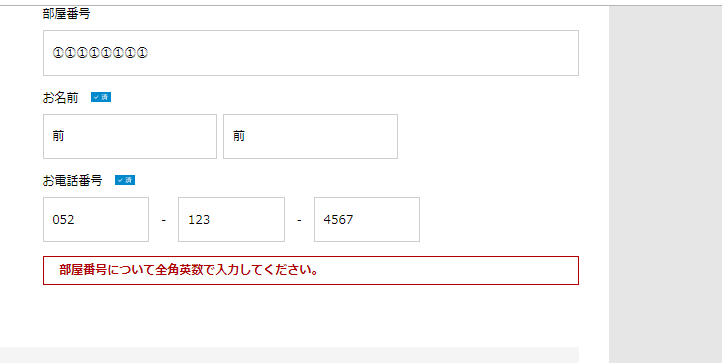 部屋番号
①①①①①①①①
お名前 ✓ 済
前 前
お電話番号 ✓ 済
052 - 123 - 4567
部屋番号について全角英数で入力してください。